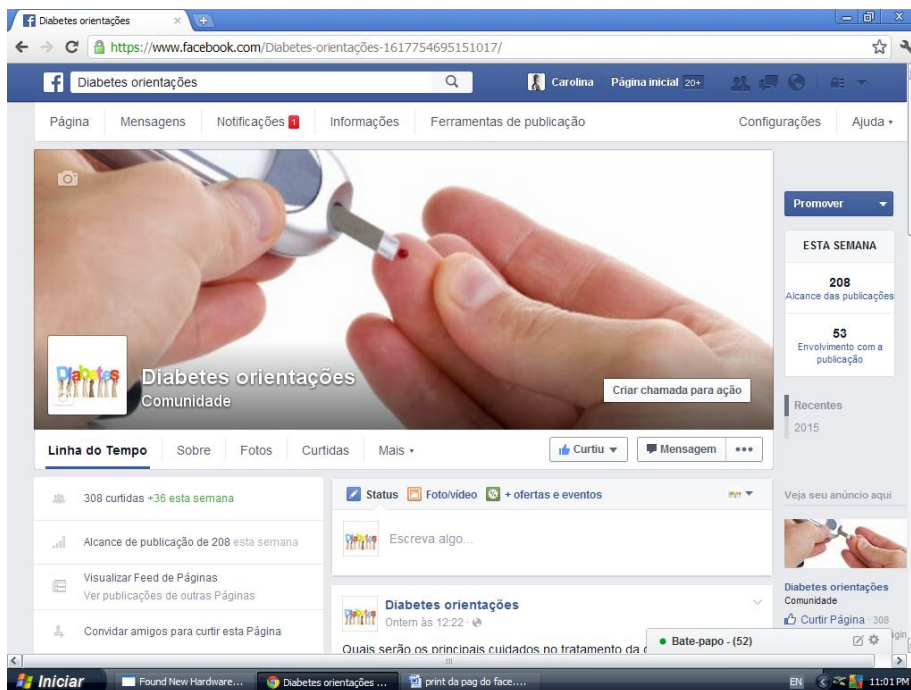 Diabetes orientações
https://www.facebook.com/Diabetes-orientações-1617754695151017/
Diabetes orientações
Carolina
Página inicial 20+
Página
Mensagens
Notificações 1
Informações
Ferramentas de publicação
Configurações
Ajuda
Diabetes
Diabetes orientações
Comunidade
Criar chamada para ação
Promover
ESTA SEMANA
208
Alcance das publicações
53
Envolvimento com a
publicação
Recentes
2015
Linha do Tempo
Sobre
Fotos
Curtidas
Mais
Curtiu
Mensagem
308 curtidas +36 esta semana
Alcance de publicação de 208 esta semana
Visualizar Feed de Páginas
Ver publicações de outras Páginas
Convidar amigos para curtir esta Página
Status
Foto/vídeo
+ ofertas e eventos
Escreva algo...
Diabetes orientações
Ontem às 12:22
Quais serão os principais cuidados no tratamento da
Veja seu anúncio aqui
Diabetes orientações
Comunidade
Curtir Página · 308
Bate-papo - (52)
Iniciar
Found New Hardware...
Diabetes orientações ...
print da pag do face....
EN
11:01 PM